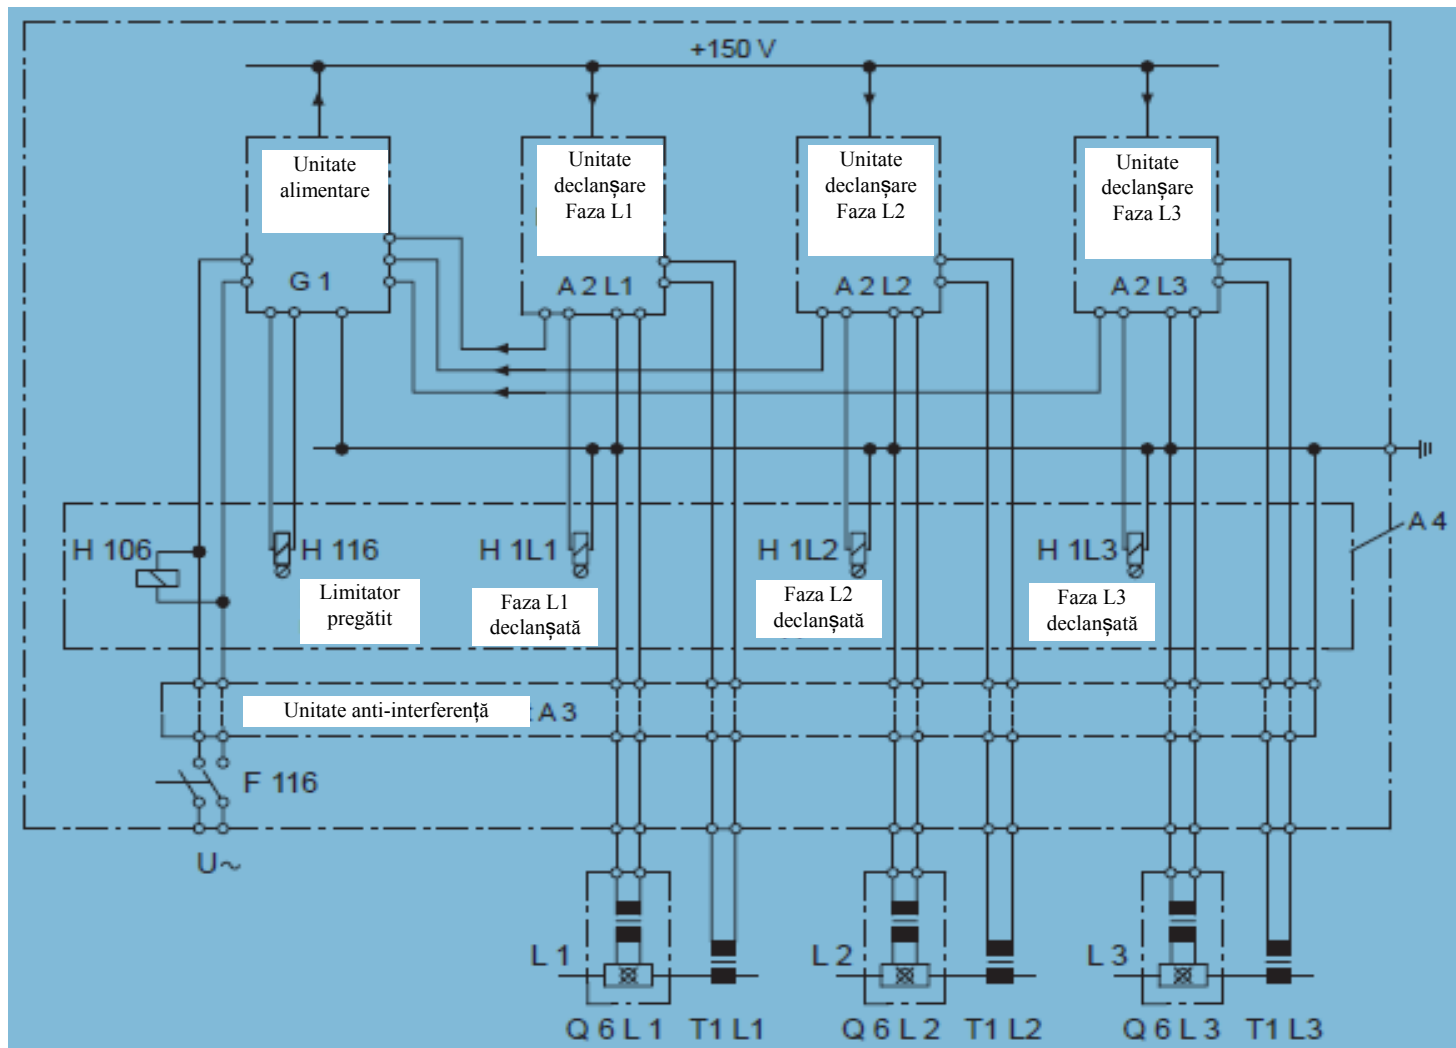 +150 V
Unitate
alimentare
Unitate
declanșare
Faza L1
Unitate
declanșare
Faza L2
Unitate
declanșare
Faza L3
G 1
A 2 L1
A 2 L2
A 2 L3
H 106
H 116
H 1L1
H 1L2
H 1L3
A 4
Limitator
pregătit
Faza L1
declanșată
Faza L2
declanșată
Faza L3
declanșată
Unitate anti-interferență
A 3
F 116
U~
L 1
L 2
L 3
Q 6 L 1
T1 L1
Q 6 L 2
T1 L2
Q 6 L 3
T1 L3